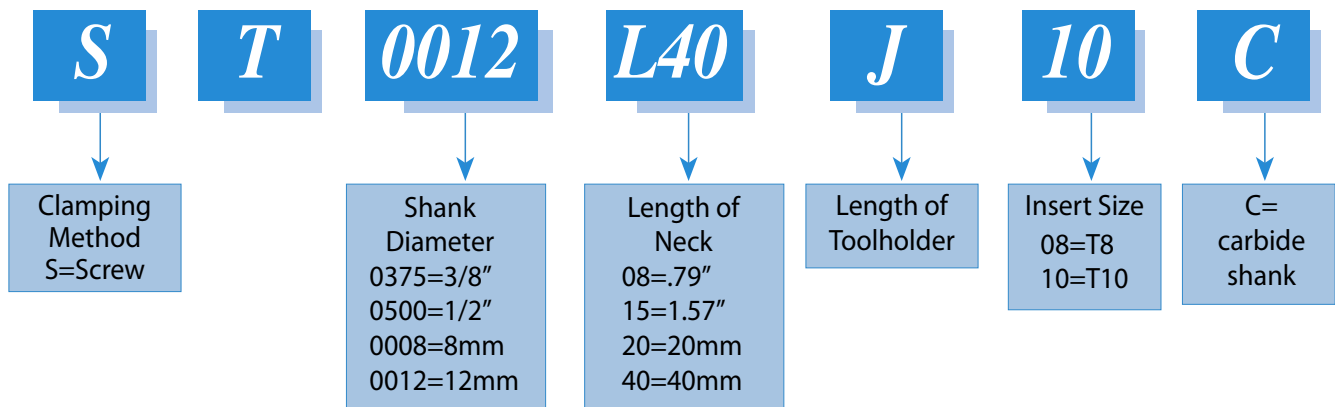 S T 0012 L40 J 10 C
Clamping
Method
S=Screw
Shank
Diameter
0375=3/8”
0500=1/2”
0008=8mm
0012=12mm
Length of
Neck
08=.79”
15=1.57”
20=20mm
40=40mm
Length of
Toolholder
Insert Size
08=T8
10=T10
C=
carbide
shank